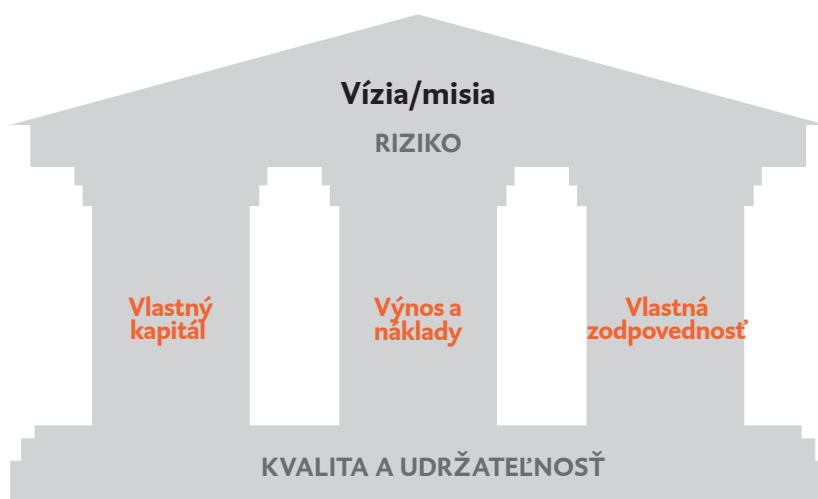 Vízia/misia
RIZIKO
Vlastný
kapitál
Výnos a
náklady
Vlastná
zodpovednosť
KVALITA A UDRŽATEĽNOSŤ